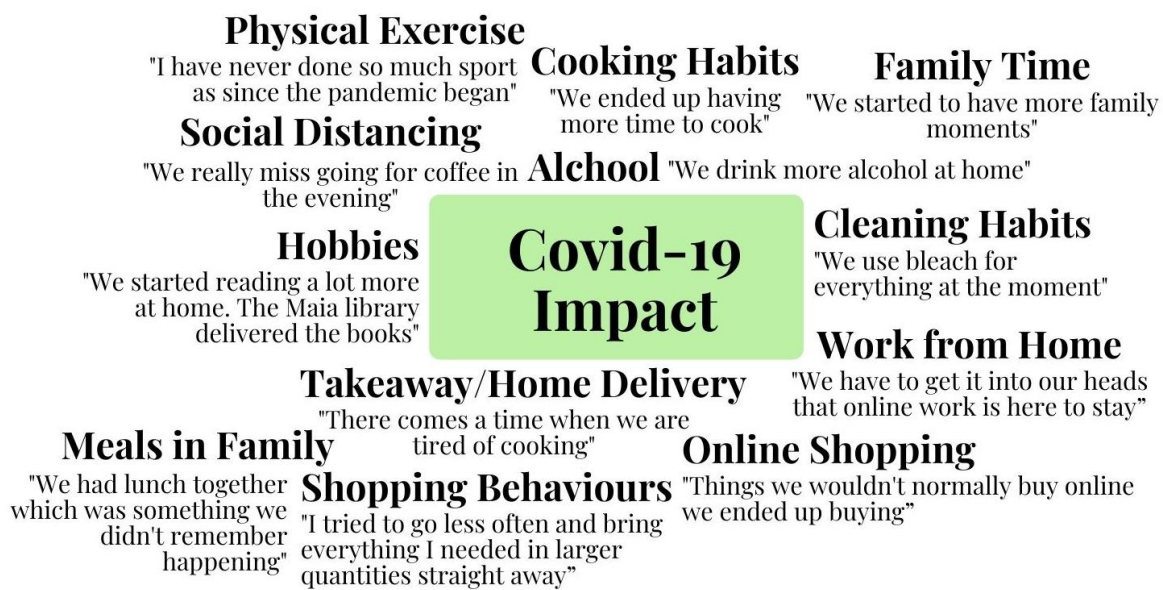 Physical Exercise
"I have never done so much sport
as since the pandemic began"
Cooking Habits
"We ended up having
more time to cook"
Family Time
"We started to have more family
moments"
Social Distancing
"We really miss going for coffee in
the evening"
Alchool "We drink more alcohol at home"
Hobbies
"We started reading a lot more
at home. The Maia library
delivered the books"
Covid-19
Impact
Cleaning Habits
"We use bleach for
everything at the moment"
Work from Home
"We have to get it into our heads
that online work is here to stay”
Takeaway/Home Delivery
"There comes a time when we are
tired of cooking"
Meals in Family
"We had lunch together
which was something we
didn't remember
happening"
Shopping Behaviours
"I tried to go less often and bring
everything I needed in larger
quantities straight away”
Online Shopping
"Things we wouldn't normally buy online
we ended up buying”